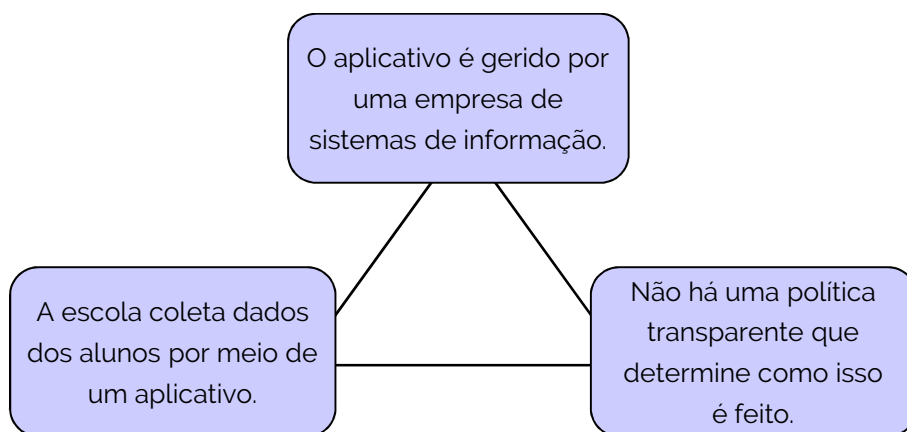 O aplicativo é gerido por
uma empresa de
sistemas de informação.
A escola coleta dados
dos alunos por meio de
um aplicativo.
Não há uma política
transparente que
determine como isso
é feito.